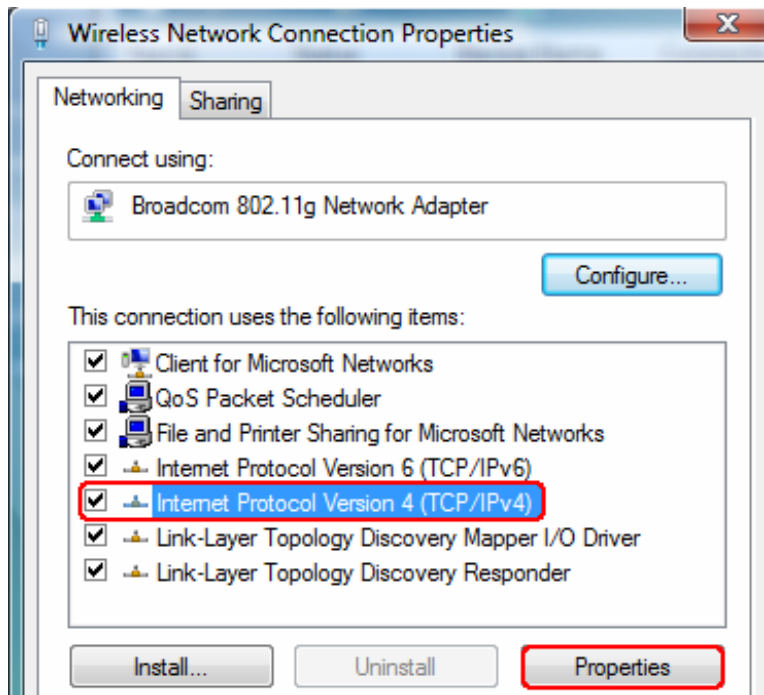 Wireless Network Connection Properties
Networking
Sharing
Connect using:
Broadcom 802.11g Network Adapter
Configure...
This connection uses the following items:
Client for Microsoft Networks
QoS Packet Scheduler
File and Printer Sharing for Microsoft Networks
Internet Protocol Version 6 (TCP/IPv6)
Internet Protocol Version 4 (TCP/IPv4)
Link-Layer Topology Discovery Mapper I/O Driver
Link-Layer Topology Discovery Responder
Install...
Uninstall
Properties